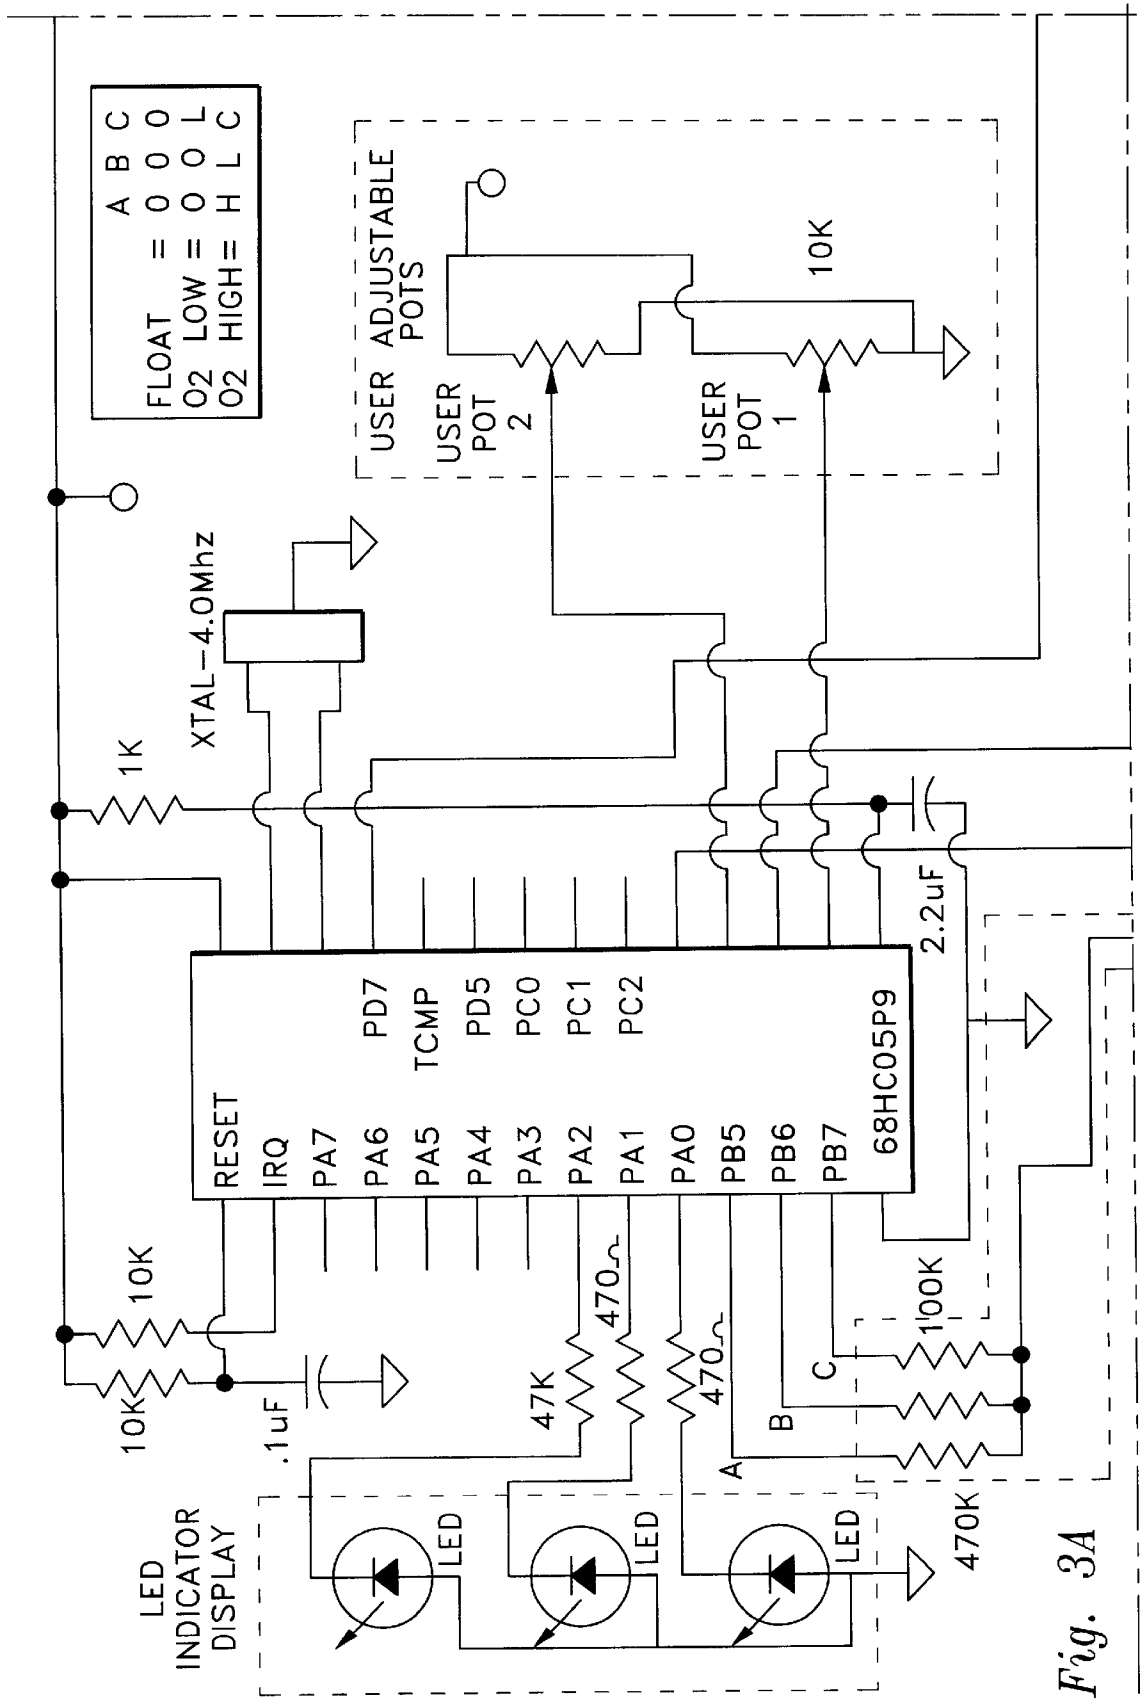 A B C
FLOAT = 0 0 0
O2 LOW = 0 0 L
O2 HIGH= H L C
USER ADJUSTABLE
POTS
USER
POT
2
USER
POT
1
10K
XTAL-4.0Mhz
1K
2.2uF
RESET
IRQ
PA7
PA6
PA5
PA4
PA3
PA2
PA1
PA0
PB5
PB6
PB7
PD7
TCMP
PD5
PC0
PC1
PC2
68HC05P9
10K
10K
.1uF
47K
470Ω
470Ω
A
B
C
100K
470K
LED
INDICATOR
DISPLAY
LED
LED
LED
Fig. 3A